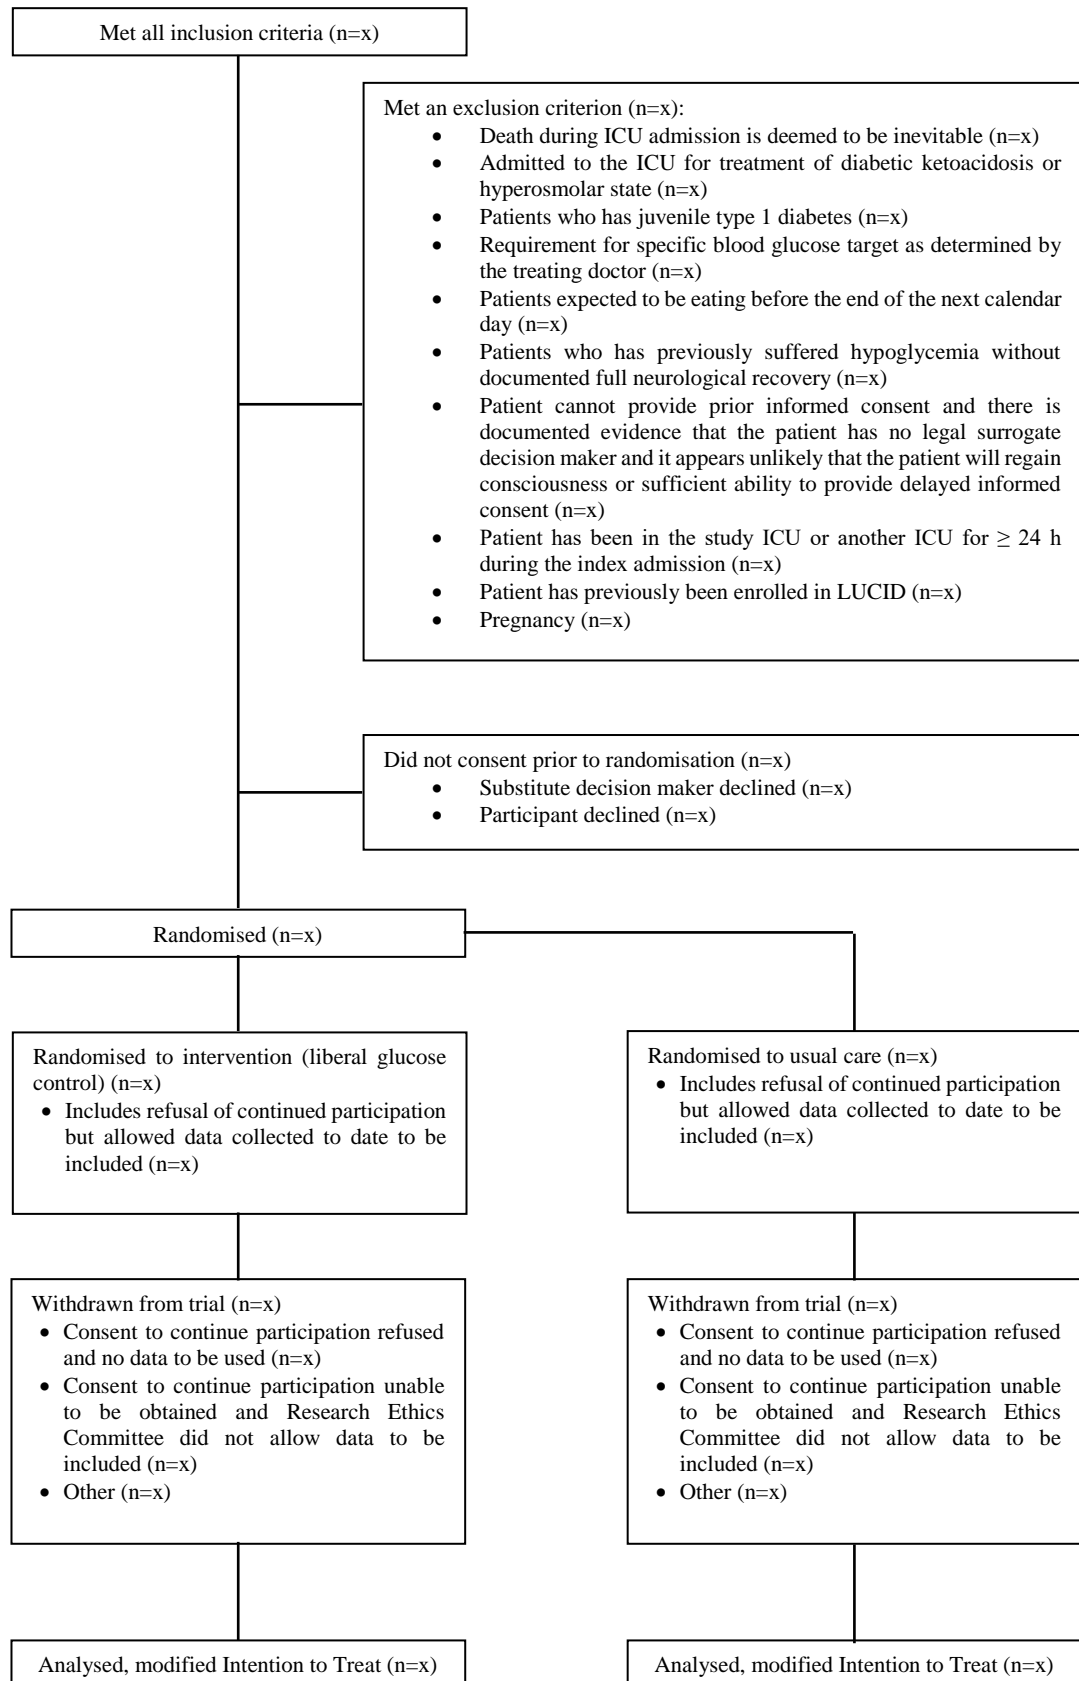 Met all inclusion criteria (n=x)
Met an exclusion criterion (n=x):
• Death during ICU admission is deemed to be inevitable (n=x)
• Admitted to the ICU for treatment of diabetic ketoacidosis or
hyperosmolar state (n=x)
• Patients who has juvenile type 1 diabetes (n=x)
• Requirement for specific blood glucose target as determined by
the treating doctor (n=x)
• Patients expected to be eating before the end of the next calendar
day (n=x)
• Patients who has previously suffered hypoglycemia without
documented full neurological recovery (n=x)
• Patient cannot provide prior informed consent and there is
documented evidence that the patient has no legal surrogate
decision maker and it appears unlikely that the patient will regain
consciousness or sufficient ability to provide delayed informed
consent (n=x)
• Patient has been in the study ICU or another ICU for ≥ 24 h
during the index admission (n=x)
• Patient has previously been enrolled in LUCID (n=x)
• Pregnancy (n=x)
Did not consent prior to randomisation (n=x)
• Substitute decision maker declined (n=x)
• Participant declined (n=x)
Randomised (n=x)
Randomised to intervention (liberal glucose
control) (n=x)
• Includes refusal of continued participation
but allowed data collected to date to be
included (n=x)
Randomised to usual care (n=x)
• Includes refusal of continued participation
but allowed data collected to date to be
included (n=x)
Withdrawn from trial (n=x)
• Consent to continue participation refused
and no data to be used (n=x)
• Consent to continue participation unable
to be obtained and Research Ethics
Committee did not allow data to be
included (n=x)
• Other (n=x)
Withdrawn from trial (n=x)
• Consent to continue participation refused
and no data to be used (n=x)
• Consent to continue participation unable
to be obtained and Research Ethics
Committee did not allow data to be
included (n=x)
• Other (n=x)
Analysed, modified Intention to Treat (n=x)
Analysed, modified Intention to Treat (n=x)